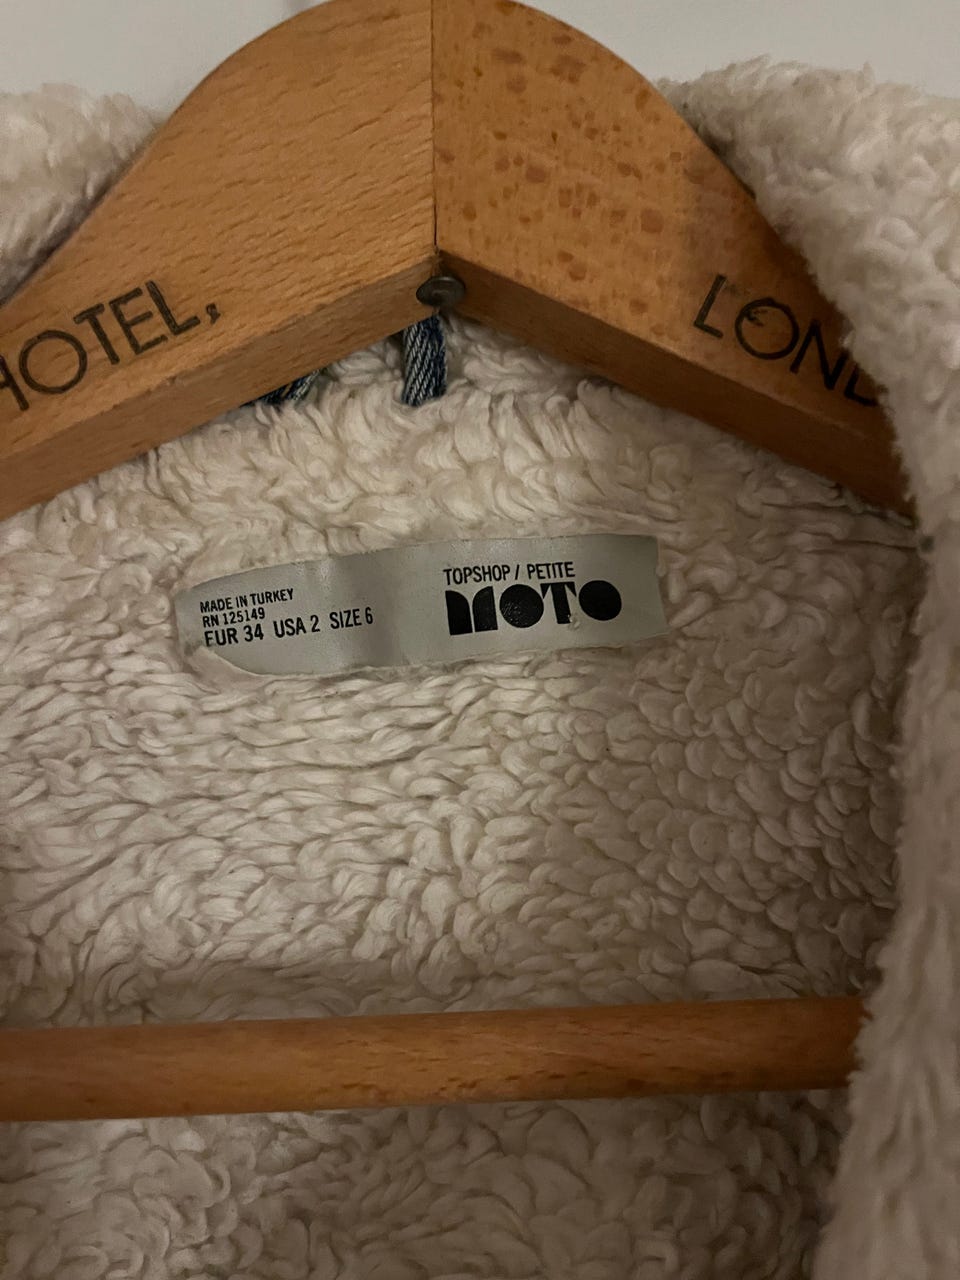 HOTEL,
LOND
MADE IN TURKEY
RN 125149
EUR 34 USA 2 SIZE 6
TOPSHOP / PETITE
MOTO